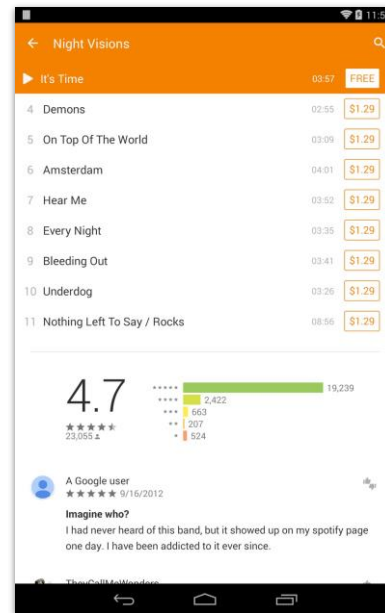 11:5
Night Visions
It's Time 03:57 FREE
4 Demons 02:55 $1.29
5 On Top Of The World 03:09 $1.29
6 Amsterdam 04:01 $1.29
7 Hear Me 03:52 $1.29
8 Every Night 03:35 $1.29
9 Bleeding Out 03:41 $1.29
10 Underdog 03:26 $1.29
11 Nothing Left To Say / Rocks 08:56 $1.29
4.7
19,239
2,422
663
207
524
23,055
A Google user
9/16/2012
Imagine who?
I had never heard of this band, but it showed up on my spotify page
one day. I have been addicted to it ever since.